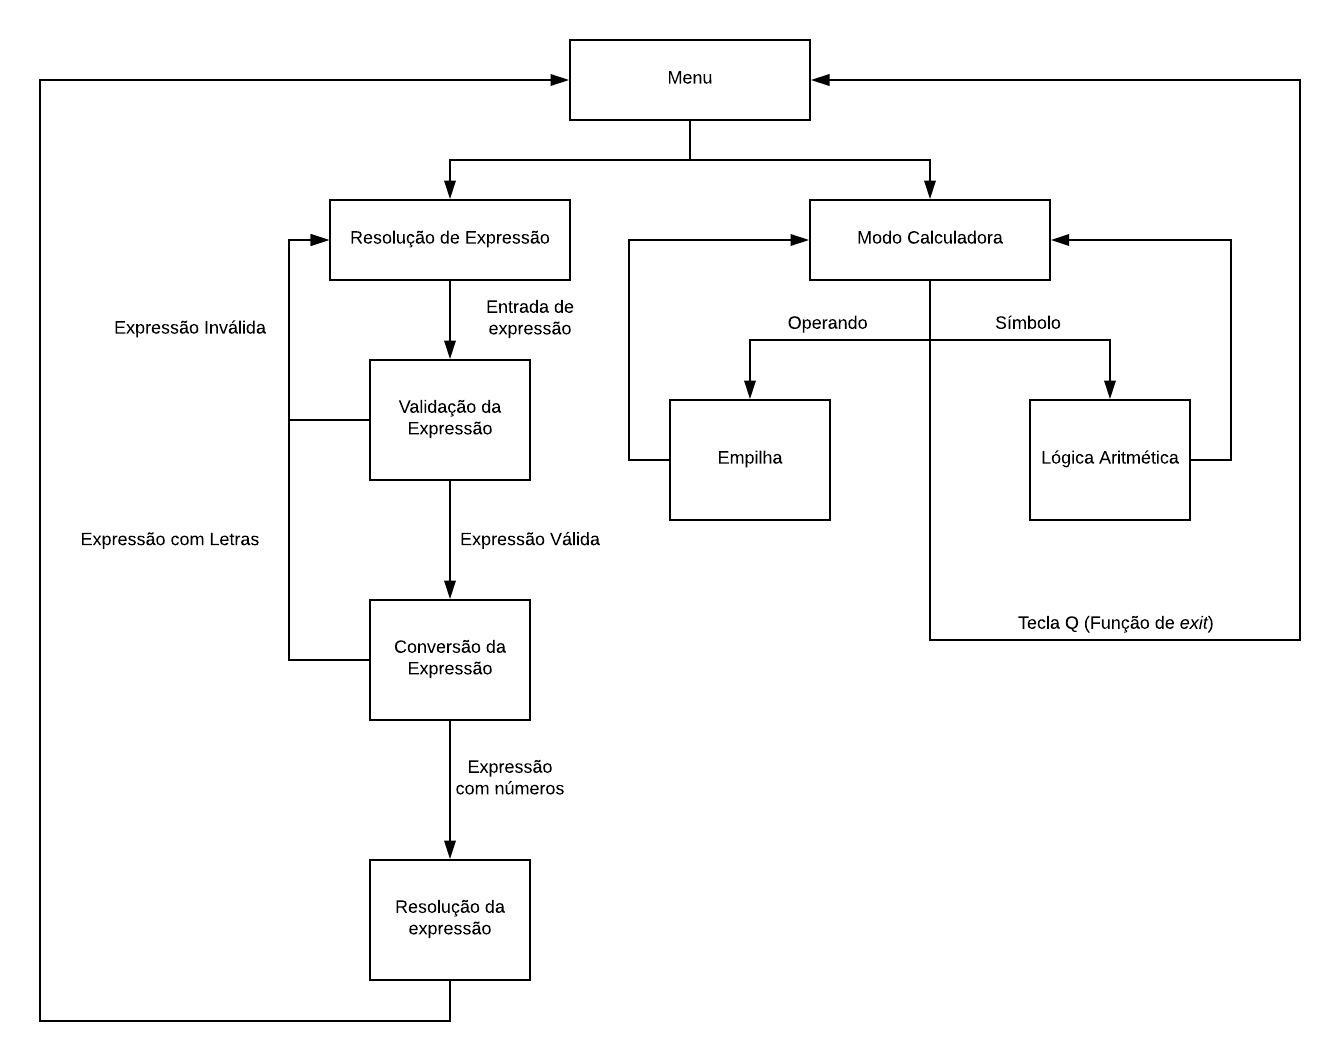 Menu
Resolução de Expressão
Modo Calculadora
Entrada de
expressão
Expressão Inválida
Operando
Símbolo
Validação da
Expressão
Empilha
Lógica Aritmética
Expressão com Letras
Expressão Válida
Tecla Q (Função de exit)
Conversão da
Expressão
Expressão
com números
Resolução da
expressão